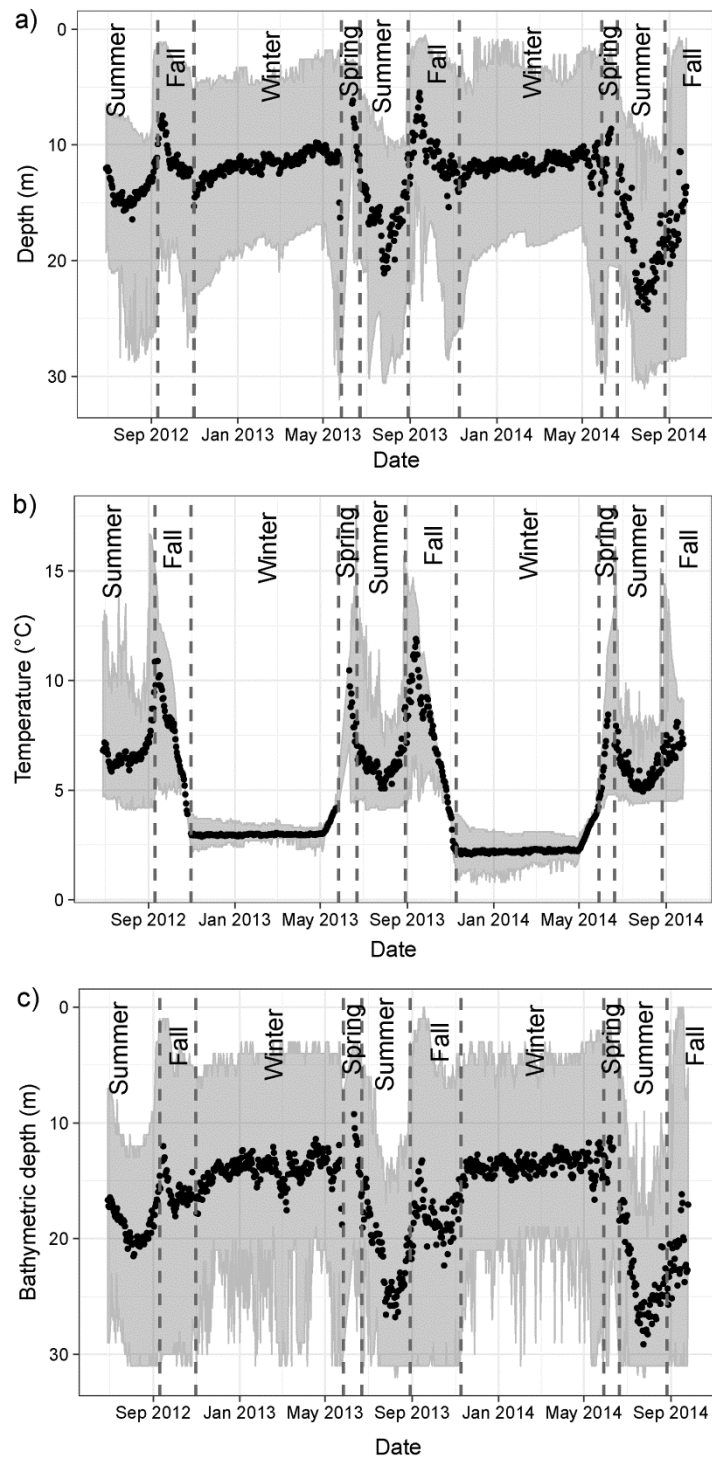 a)
Summer
Fall
Winter
Spring
Summer
Fall
Winter
Spring
Summer
Fall
0
10
20
30
Depth (m)
Sep 2012 Jan 2013 May 2013 Sep 2013 Jan 2014 May 2014 Sep 2014
Date
b)
Summer
Fall
Winter
Spring
Summer
Fall
Winter
Spring
Summer
Fall
15
10
5
0
Temperature (°C)
Sep 2012 Jan 2013 May 2013 Sep 2013 Jan 2014 May 2014 Sep 2014
Date
c)
Summer
Fall
Winter
Spring
Summer
Fall
Winter
Spring
Summer
Fall
0
10
20
30
Bathymetric depth (m)
Sep 2012 Jan 2013 May 2013 Sep 2013 Jan 2014 May 2014 Sep 2014
Date